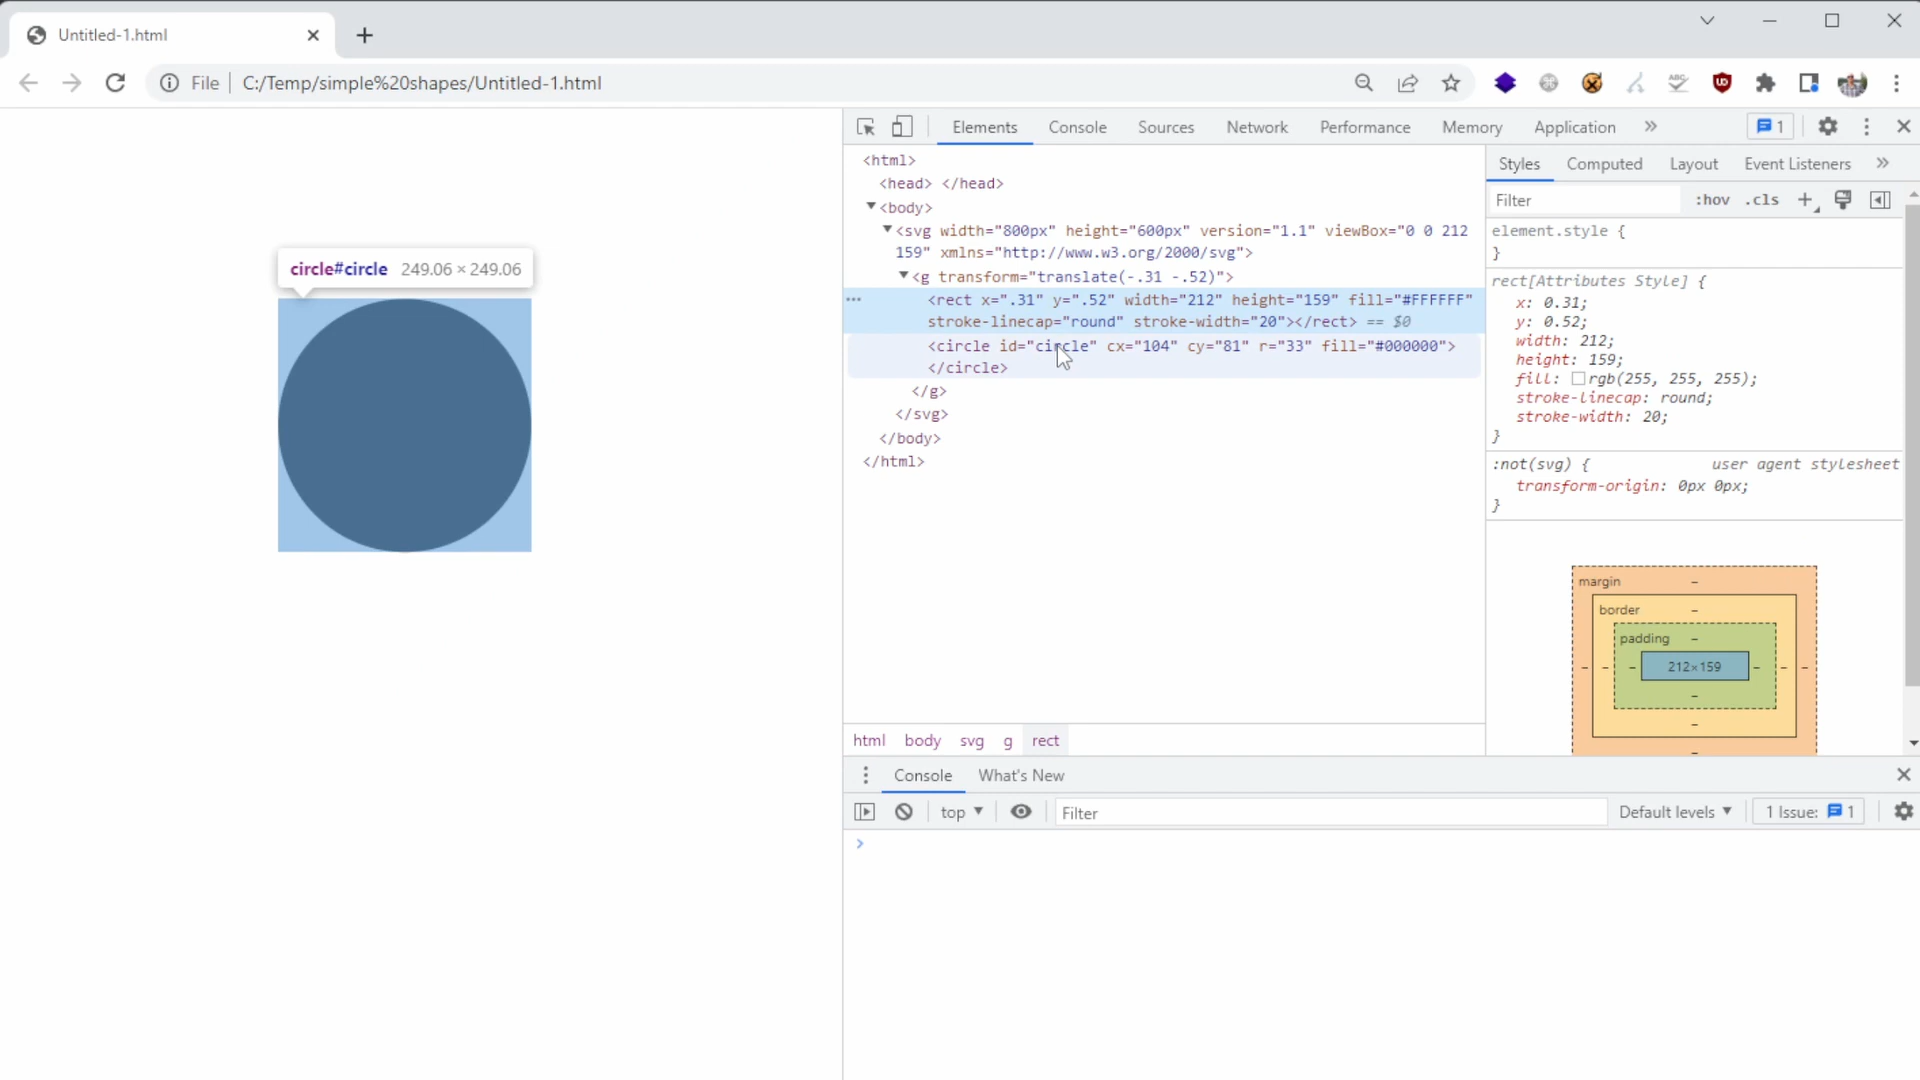 Untitled-1.html
File
C:/Temp/simple%20shapes/Untitled-1.html
ABC
circle#circle 249.06 × 249.06
Elements Console Sources Network Performance Memory Application » 1
<html>
<head> </head>
<body>
<svg width="800px" height="600px" version="1.1" viewBox="0 0 212
159" xmlns="http://www.w3.org/2000/svg">
<g transform="translate(-.31 -.52)">
<rect x=".31" y=".52" width="212" height="159" fill="#FFFFFF"
stroke-linecap="round" stroke-width="20"></rect> == $0
<circle id="circle" cx="104" cy="81" r="33" fill="#000000">
</circle>
</g>
</svg>
</body>
</html>
html body svg g rect
Styles Computed Layout Event Listeners »
Filter :hov .cls +
element.style {
}
rect[Attributes Style] {
x: 0.31;
y: 0.52;
width: 212;
height: 159;
fill: rgb(255, 255, 255);
stroke-linecap: round;
stroke-width: 20;
}
:not(svg) { user agent stylesheet
transform-origin: 0px 0px;
}
margin –
border –
padding –
– – – 212×159 – – –
–
–
–
Console What's New
top Filter Default levels 1 Issue: 1